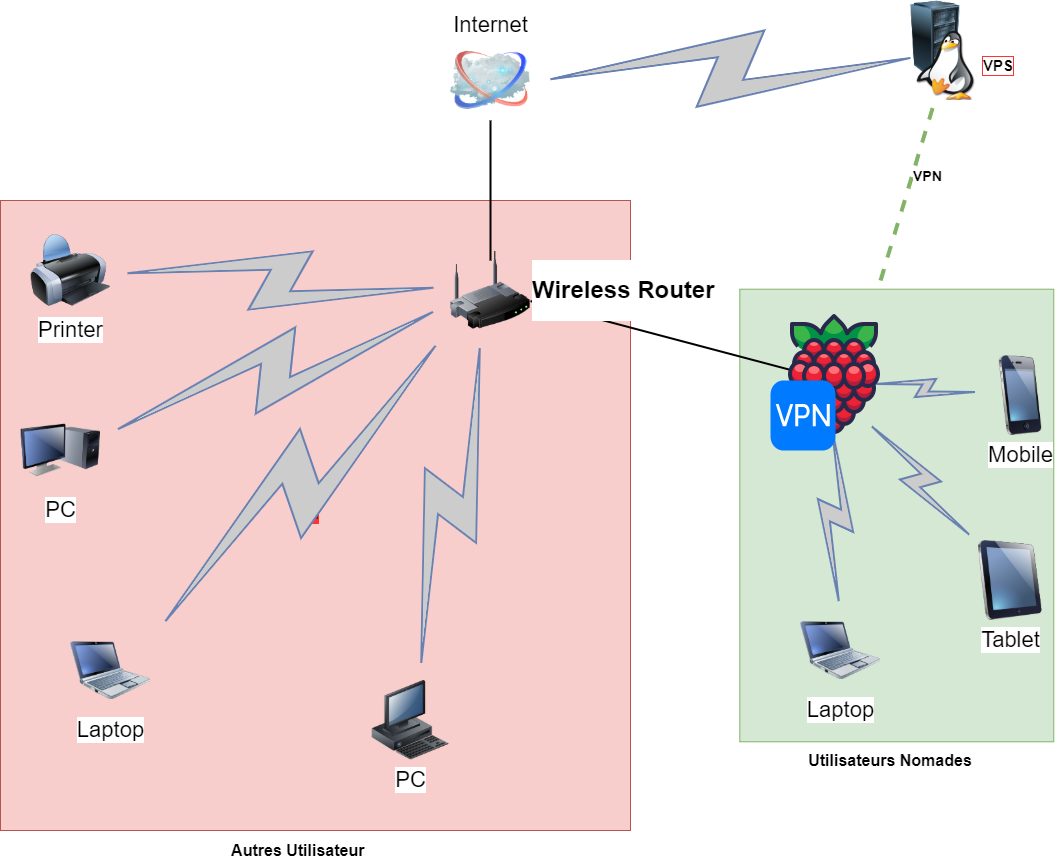 Internet
VPS
VPN
Wireless Router
Printer
VPN
Mobile
PC
Tablet
Laptop
Laptop
PC
Utilisateurs Nomades
Autres Utilisateur